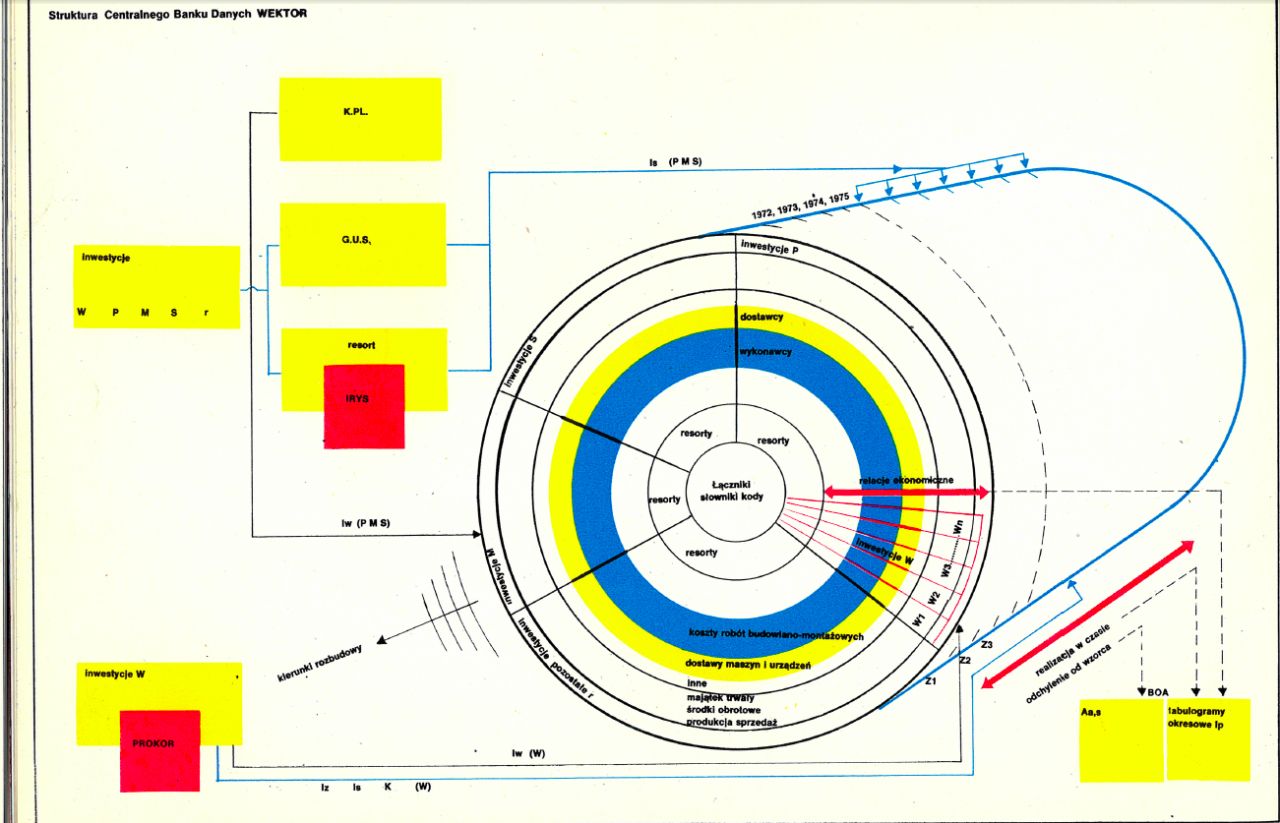 Struktura Centralnego Banku Danych WEKTOR
K.PL.
G.U.S.
inwestycje
W P M S r
resort
IRYS
Is (P M S)
1972, 1973, 1974, 1975
inwestycje P
inwestycje S
dostawcy
wykonawcy
resorty
resorty
resorty
resorty
Łączniki
słowniki kody
relacje ekonomiczne
inwestycje W
Wn
W3
W2
W1
Iw (P M S)
inwestycje M
inwestycje pozostałe r
koszty robót budowlano-montażowych
dostawy maszyn i urządzeń
inne
majątek trwały
środki obrotowe
produkcja sprzedaż
kierunki rozbudowy
Z3
Z2
Z1
realizacja w czasie
odchylenie od wzorca
BOA
Aa,s
tabulogramy
okresowe Ip
inwestycje W
PROKOR
Iw (W)
Iz Is K (W)